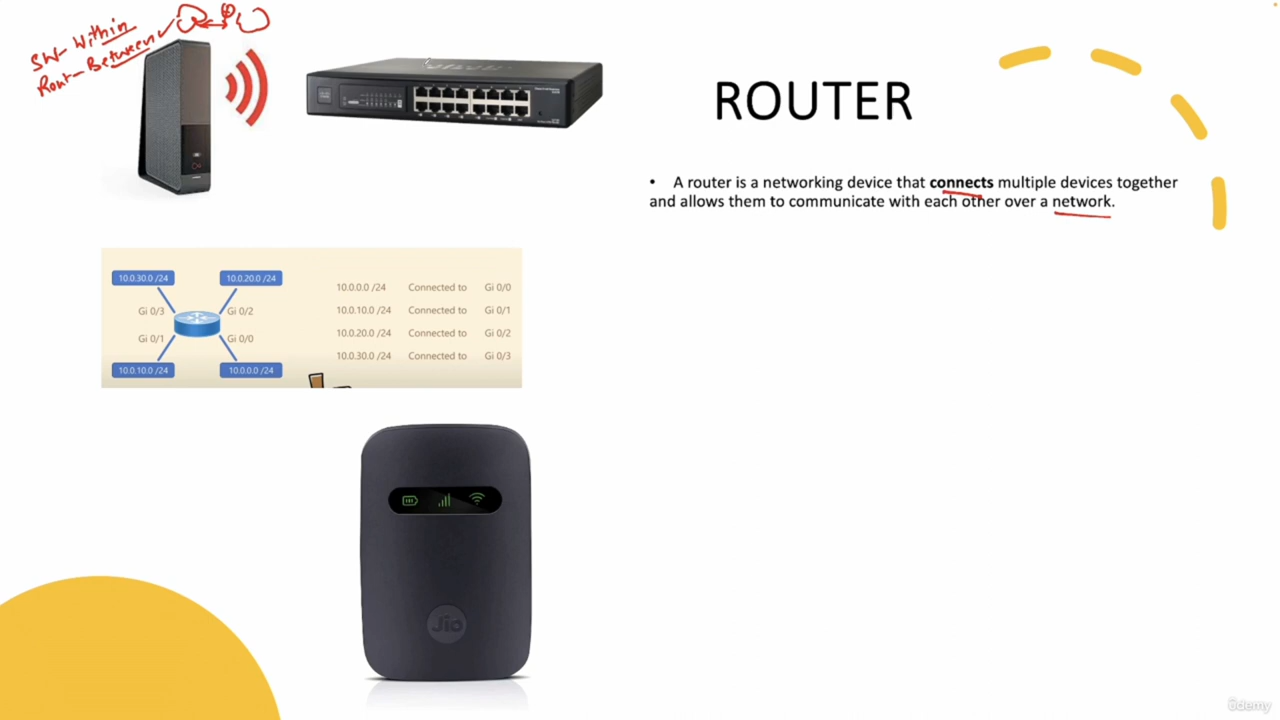 SW- Within
Rout- Between
ROUTER
• A router is a networking device that connects multiple devices together
and allows them to communicate with each other over a network.
10.0.30.0 /24
10.0.20.0 /24
Gi 0/3
Gi 0/2
Gi 0/1
Gi 0/0
10.0.10.0 /24
10.0.0.0 /24
10.0.0.0 /24 Connected to Gi 0/0
10.0.10.0 /24 Connected to Gi 0/1
10.0.20.0 /24 Connected to Gi 0/2
10.0.30.0 /24 Connected to Gi 0/3
Jio
ûdemy